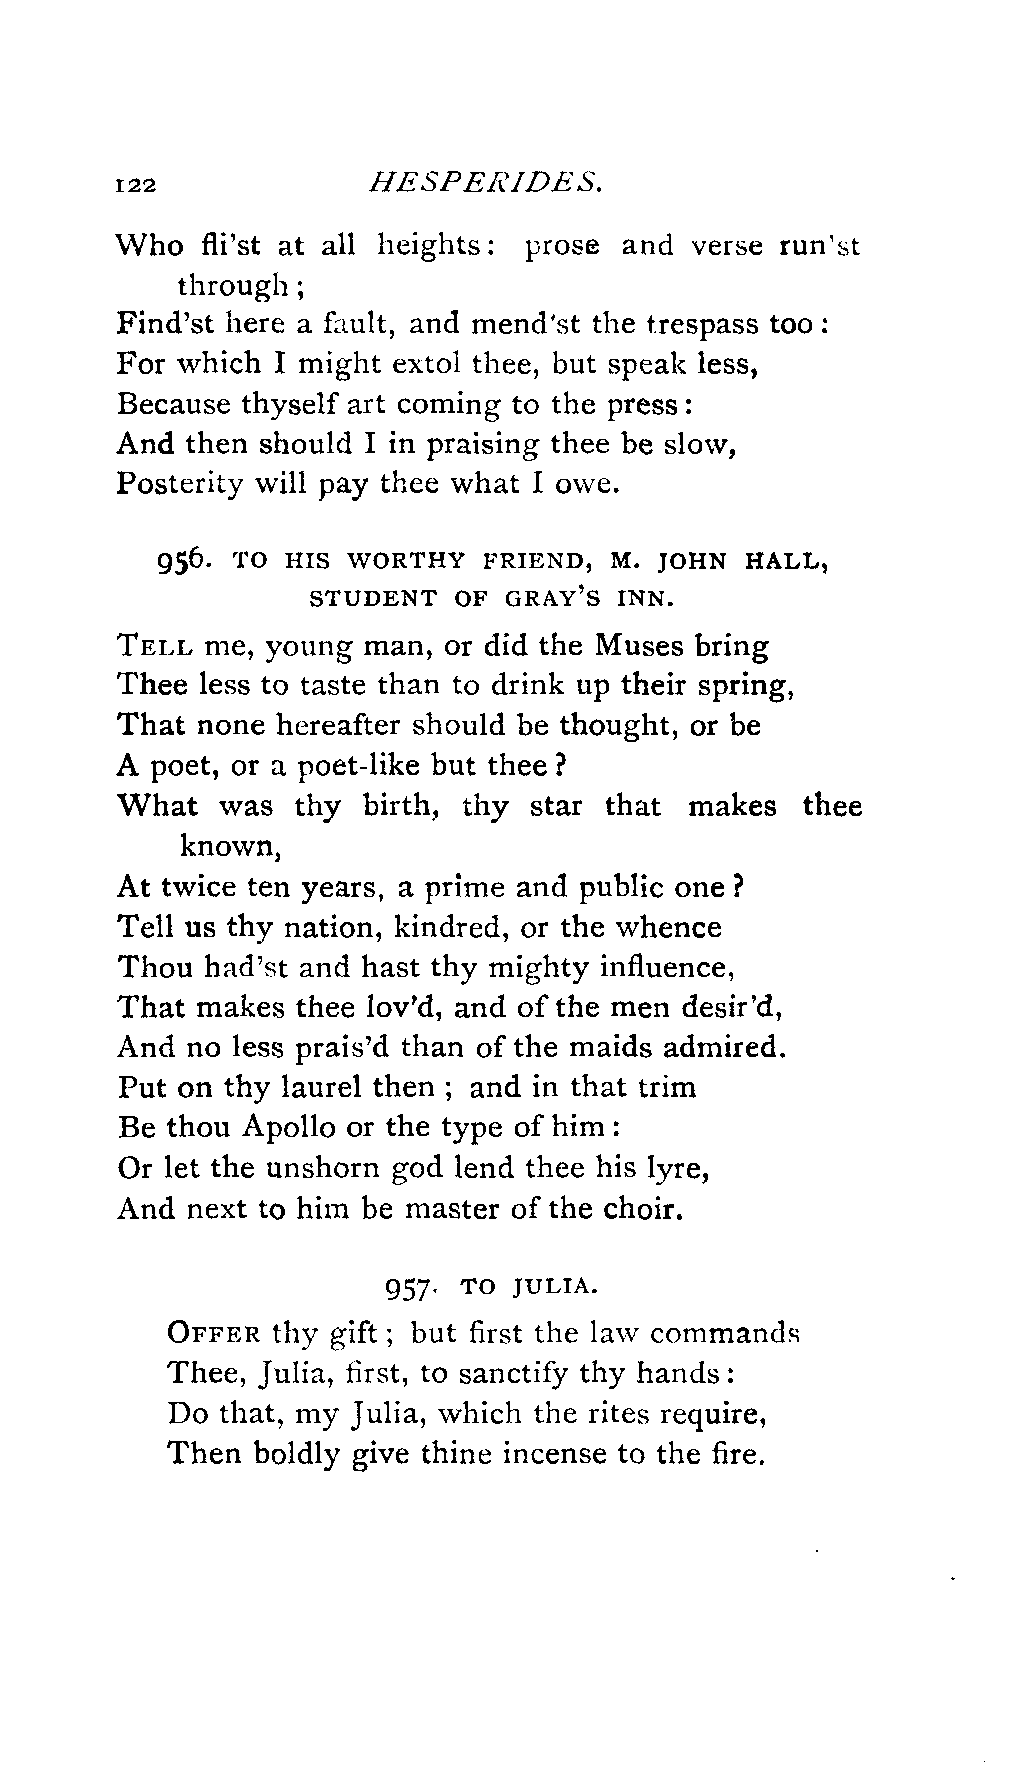 122 HESPERIDES.
Who fli'st at all heights: prose and verse run'st
through;
Find'st here a fault, and mend'st the trespass too:
For which I might extol thee, but speak less,
Because thyself art coming to the press:
And then should I in praising thee be slow,
Posterity will pay thee what I owe.
956. TO HIS WORTHY FRIEND, M. JOHN HALL,
STUDENT OF GRAY'S INN.
TELL me, young man, or did the Muses bring
Thee less to taste than to drink up their spring,
That none hereafter should be thought, or be
A poet, or a poet-like but thee?
What was thy birth, thy star that makes thee
known,
At twice ten years, a prime and public one?
Tell us thy nation, kindred, or the whence
Thou had'st and hast thy mighty influence,
That makes thee lov'd, and of the men desir'd,
And no less prais'd than of the maids admired.
Put on thy laurel then; and in that trim
Be thou Apollo or the type of him:
Or let the unshorn god lend thee his lyre,
And next to him be master of the choir.
957. TO JULIA.
OFFER thy gift; but first the law commands
Thee, Julia, first, to sanctify thy hands:
Do that, my Julia, which the rites require,
Then boldly give thine incense to the fire.